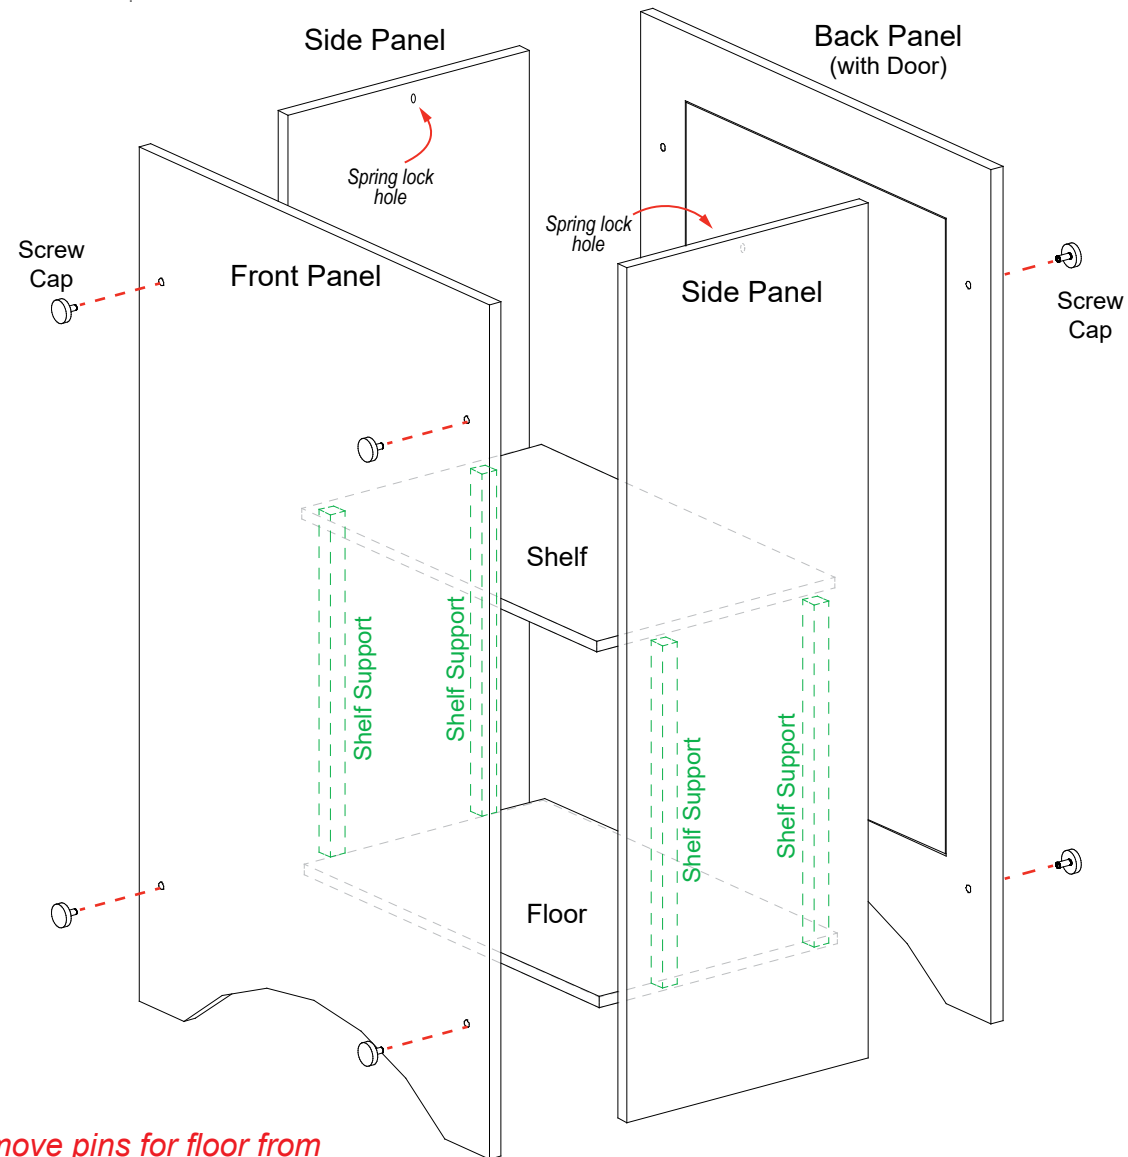 Side Panel
Back Panel
(with Door)
Spring lock
hole
Spring lock
hole
Screw
Cap
Front Panel
Side Panel
Screw
Cap
Shelf
Shelf Support
Shelf Support
Shelf Support
Shelf Support
Floor
move pins for floor from